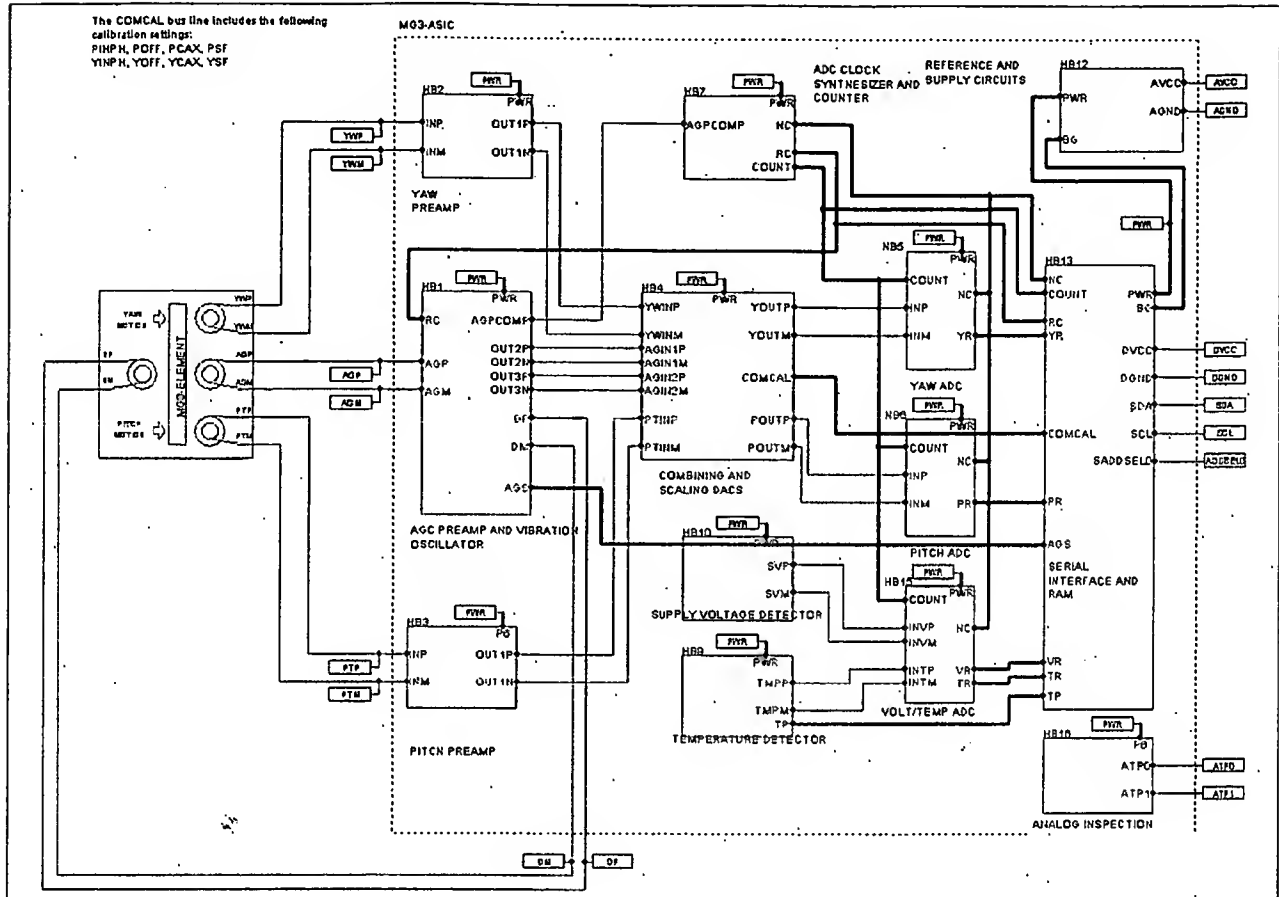 The COMCAL bus line includes the following
calibration settings:
PIHPH, POFF, PCAX, PSF
YINPH, YOFF, YCAX, YSF
MG3-ASIC
HB2
PWR
PWR
INP
INM
OUT1P
OUT1N
YAW
PREAMP
YWP
YWM
HB7
PWR
PWR
AGPCOMP
NC
RC
COUNT
ADC CLOCK
SYNTHESIZER AND
COUNTER
REFERENCE AND
SUPPLY CIRCUITS
HB12
PWR
BG
AVCC
AGND
AVCC
AGND
PWR
YAW
MOTION
MG3-ELEMENT
PITCH
MOTION
YWP
YWM
AGP
AGM
PTP
PTM
AGP
AGM
HB1
PWR
PWR
RC
AGPCOMP
OUT2P
OUT2N
OUT3P
OUT3N
AGP
AGM
DP
DM
AGS
AGC PREAMP AND VIBRATION
OSCILLATOR
HB4
PWR
PWR
YWINP
YWINM
AGIN1P
AGIN1M
AGIN2P
AGIN2M
PTINP
PTINM
YOUTP
YOUTM
COMCAL
POUTP
POUTM
COMBINING AND
SCALING DACS
NB5
PWR
PWR
COUNT
NC
INP
INM
YR
YAW ADC
NB6
PWR
PWR
COUNT
NC
INP
INM
PR
PITCH ADC
HB13
NC
COUNT
RC
YR
COMCAL
PR
AGS
SERIAL
INTERFACE AND
RAM
VR
TR
TP
PWR
DVCC
DGND
SDA
SCL
SADDSEL0
DVCC
DGND
SDA
SCL
HB10
PWR
PWR
SVP
SVM
SUPPLY VOLTAGE DETECTOR
HB15
PWR
PWR
COUNT
NC
INVP
INVM
INTP
INTM
VR
TR
VOLT/TEMP ADC
HB9
PWR
PWR
TMPP
TMPM
TP
TEMPERATURE DETECTOR
HB3
PWR
PG
INP
INM
OUT1P
OUT1N
PITCH PREAMP
PTP
PTM
HB16
PWR
PG
ATP0
ATP1
ATP0
ATP1
ANALOG INSPECTION
DM
DP